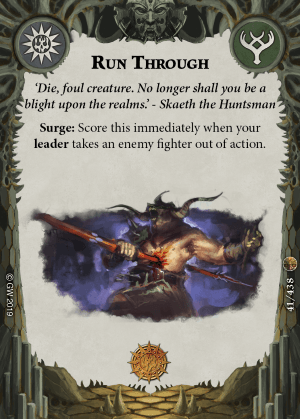 RUN THROUGH
‘Die, foul creature. No longer shall you be a
blight upon the realms.’ - Skaeth the Huntsman
Surge: Score this immediately when your
leader takes an enemy fighter out of action.
© GW 2019
41/438